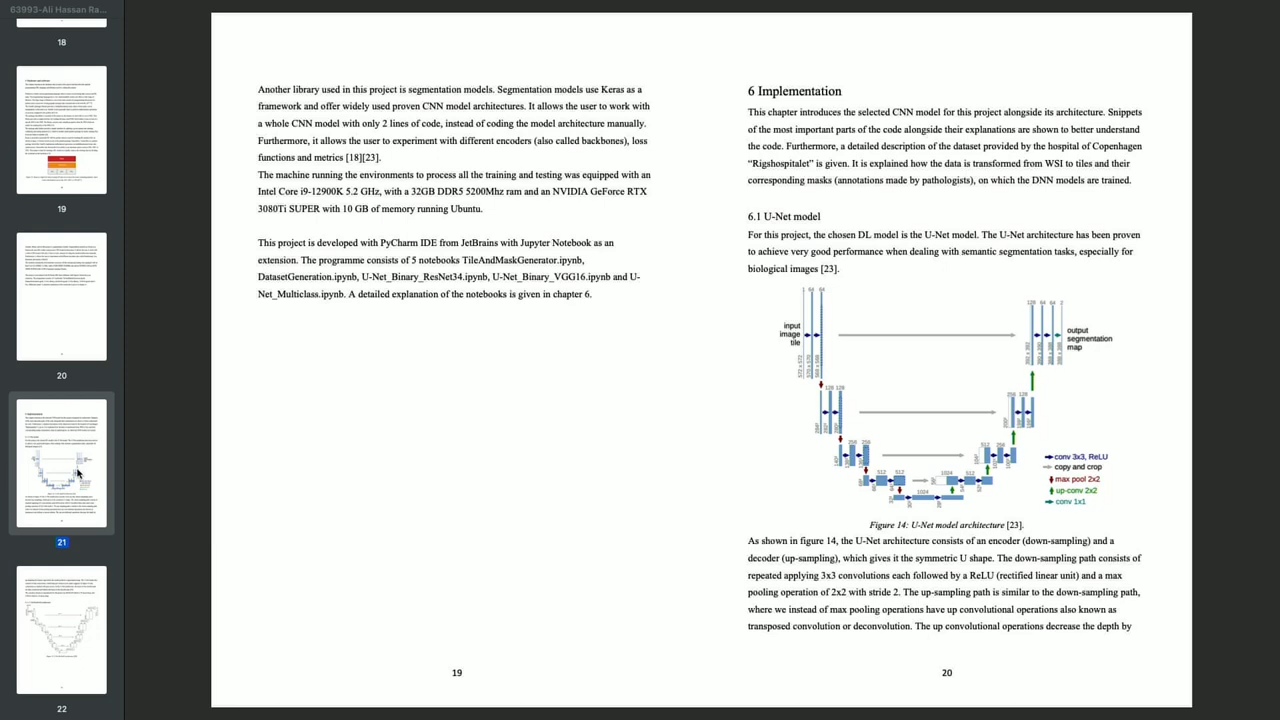 63993-Ali Hassan Ra...
18
19
20
21
22
Another library used in this project is segmentation models. Segmentation models use Keras as a
framework and offer widely used proven CNN model architectures. It allows the user to work with
a whole CNN model with only 2 lines of code, instead of coding the model architecture manually.
Furthermore, it allows the user to experiment with different encoders (also called backbones), loss
functions and metrics [18][23].
The machine running the environment to process all the training and testing was equipped with an
Intel Core i9-12900K 5.2 GHz, with a 32GB DDR5 5200Mhz ram and an NVIDIA GeForce RTX
3080Ti SUPER with 10 GB of memory running Ubuntu.
This project is developed with PyCharm IDE from JetBrains with Jupyter Notebook as an
extension. The programme consists of 5 notebooks TileAndMaskGenerator.ipynb,
DatasetGeneration.ipynb, U-Net_Binary_ResNet34.ipynb, U-Net_Binary_VGG16.ipynb and U-
Net_Multiclass.ipynb. A detailed explanation of the notebooks is given in chapter 6.
19
6 Implementation
This chapter introduces the selected CNN model for this project alongside its architecture. Snippets
of the most important parts of the code alongside their explanations are shown to better understand
the code. Furthermore, a detailed description of the dataset provided by the hospital of Copenhagen
“Rigshospitalet” is given. It is explained how the data is transformed from WSI to tiles and their
corresponding masks (annotations made by pathologists), on which the DNN models are trained.
6.1 U-Net model
For this project, the chosen DL model is the U-Net model. The U-Net architecture has been proven
to achieve very good performance when dealing with semantic segmentation tasks, especially for
biological images [23].
1 64 64
128 64 64 2
input
image
tile
output
segmentation
map
572 x 572
570 x 570
568 x 568
128 128
256 128
256 256
512 256
512 512
1024 512
1024
conv 3x3, ReLU
copy and crop
max pool 2x2
up-conv 2x2
conv 1x1
Figure 14: U-Net model architecture [23].
As shown in figure 14, the U-Net architecture consists of an encoder (down-sampling) and a
decoder (up-sampling), which gives it the symmetric U shape. The down-sampling path consists of
repeated applying 3x3 convolutions each followed by a ReLU (rectified linear unit) and a max
pooling operation of 2x2 with stride 2. The up-sampling path is similar to the down-sampling path,
where we instead of max pooling operations have up convolutional operations also known as
transposed convolution or deconvolution. The up convolutional operations decrease the depth by
20